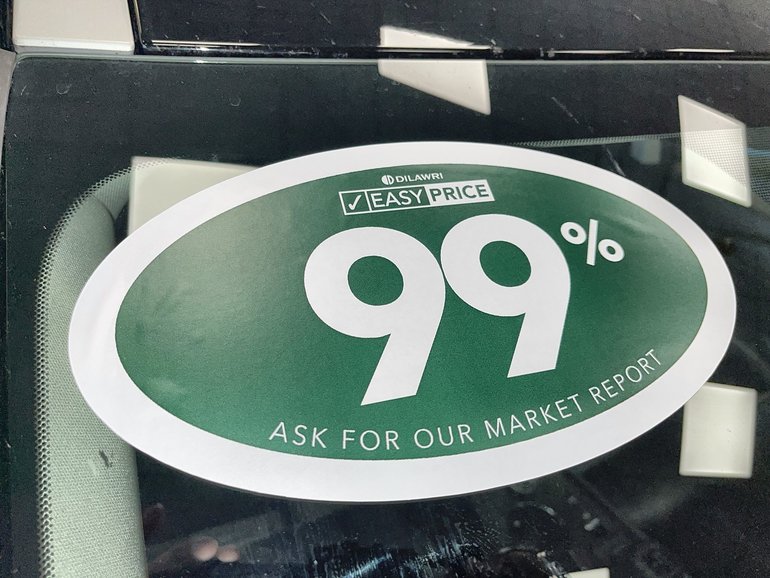 DILAWRI
✓ EASY PRICE
99%
ASK FOR OUR MARKET REPORT